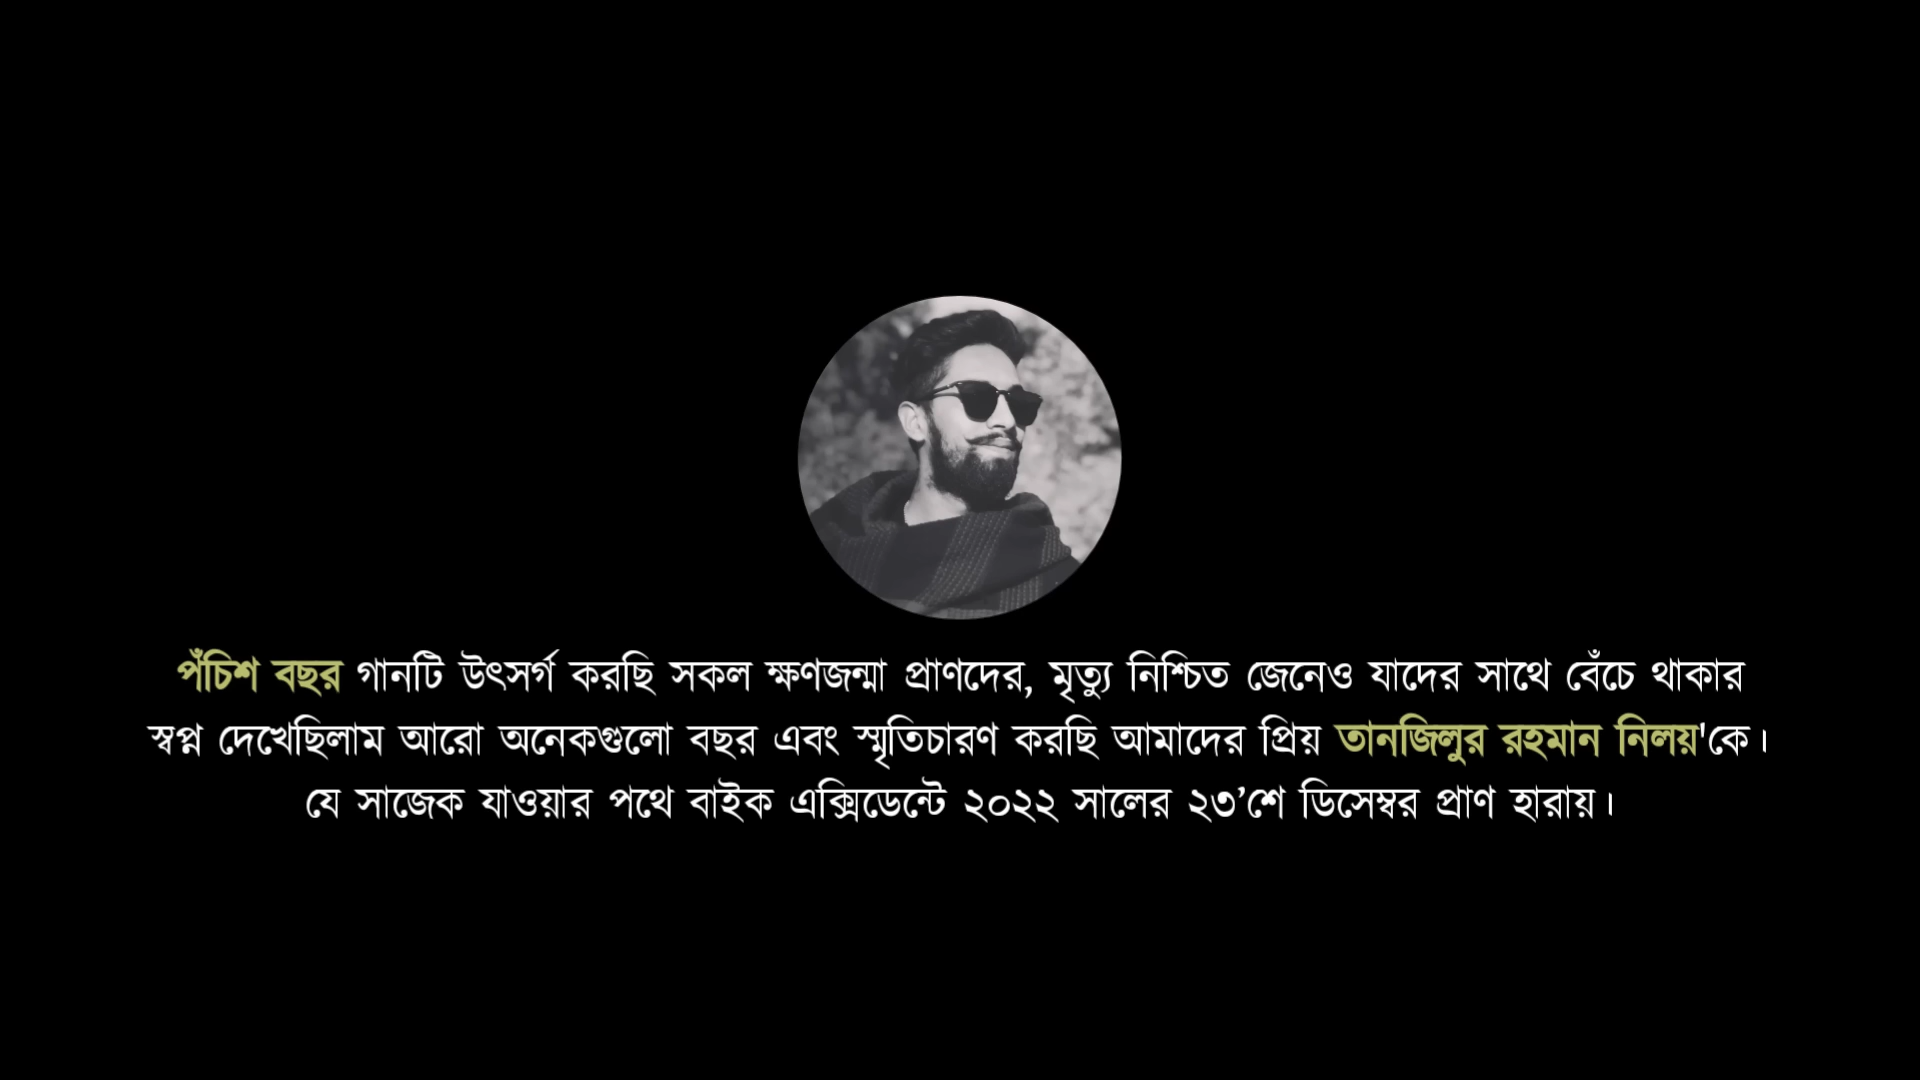 পঁচিশ বছর গানটি উৎসর্গ করছি সকল ক্ষণজন্মা প্রাণদের, মৃত্যু নিশ্চিত জেনেও যাদের সাথে বেঁচে থাকার
স্বপ্ন দেখেছিলাম আরো অনেকগুলো বছর এবং স্মৃতিচারণ করছি আমাদের প্রিয় তানজিলুর রহমান নিলয়'কে।
যে সাজেক যাওয়ার পথে বাইক এক্সিডেন্টে ২০২২ সালের ২৩’শে ডিসেম্বর প্রাণ হারায়।